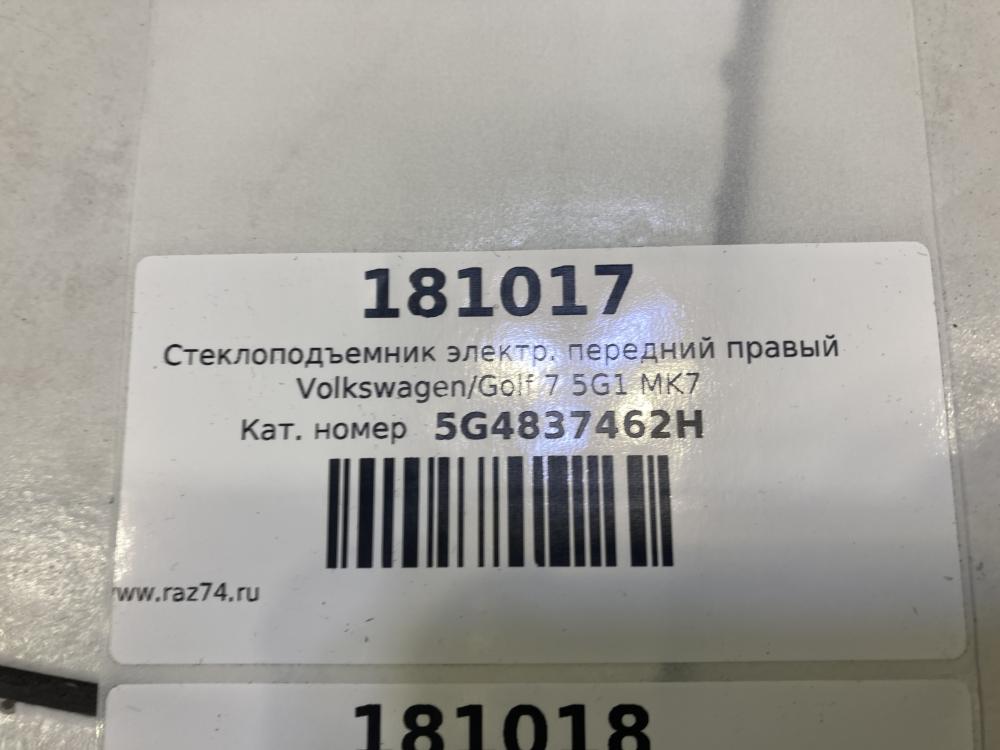 181017
Стеклоподъемник электр. передний правый
Volkswagen/Golf 7 5G1 MK7
Кат. номер 5G4837462H
www.raz74.ru
181018